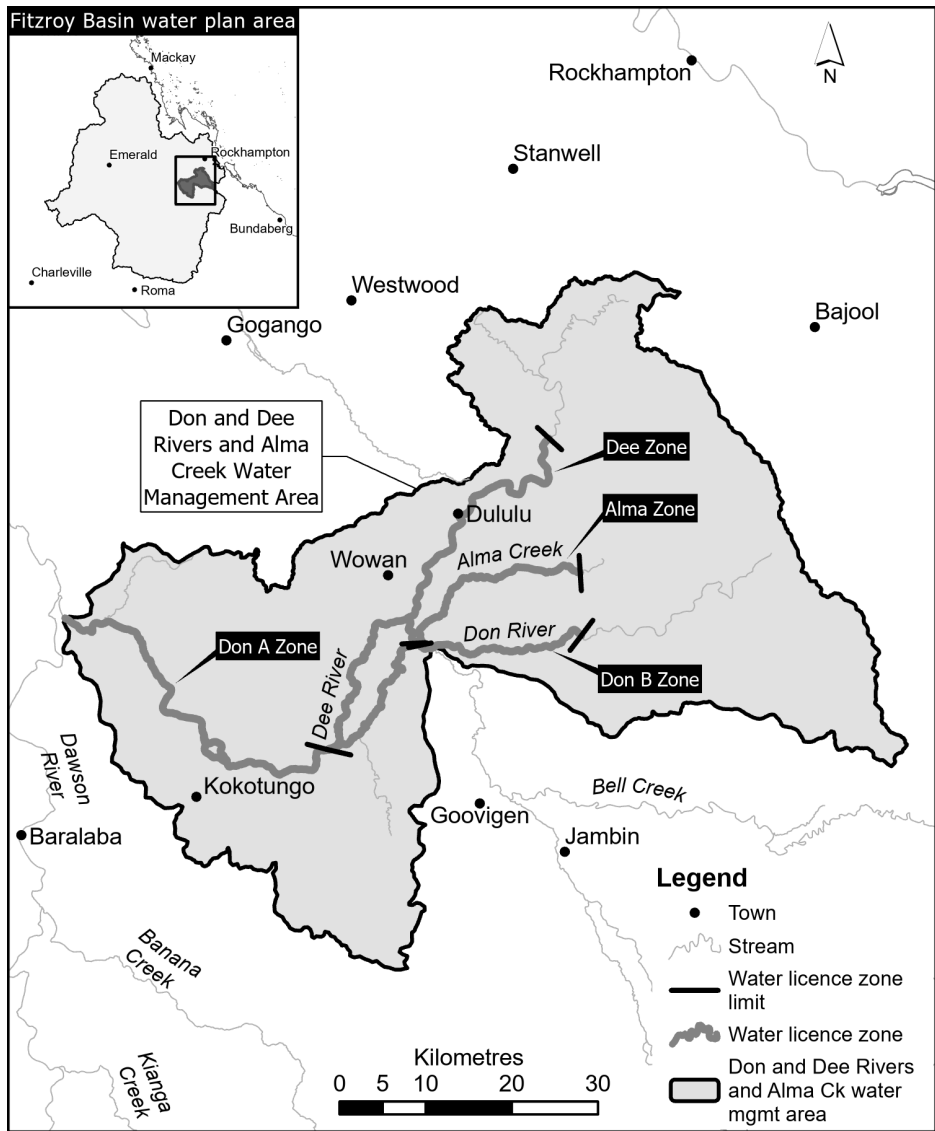 Fitzroy Basin water plan area
Mackay
Emerald
Rockhampton
Bundaberg
Charleville
Roma
Rockhampton
N
Stanwell
Westwood
Gogango
Bajool
Don and Dee
Rivers and Alma
Creek Water
Management Area
Dee Zone
Dululu
Alma Zone
Alma Creek
Wowan
Don River
Don A Zone
Don B Zone
Dee River
Dawson
River
Kokotungo
Bell Creek
Goovigen
Baralaba
Jambin
Banana
Creek
Kianga
Creek
Legend
Town
Stream
Water licence zone
limit
Water licence zone
Don and Dee Rivers
and Alma Ck water
mgmt area
Kilometres
0 5 10 20 30